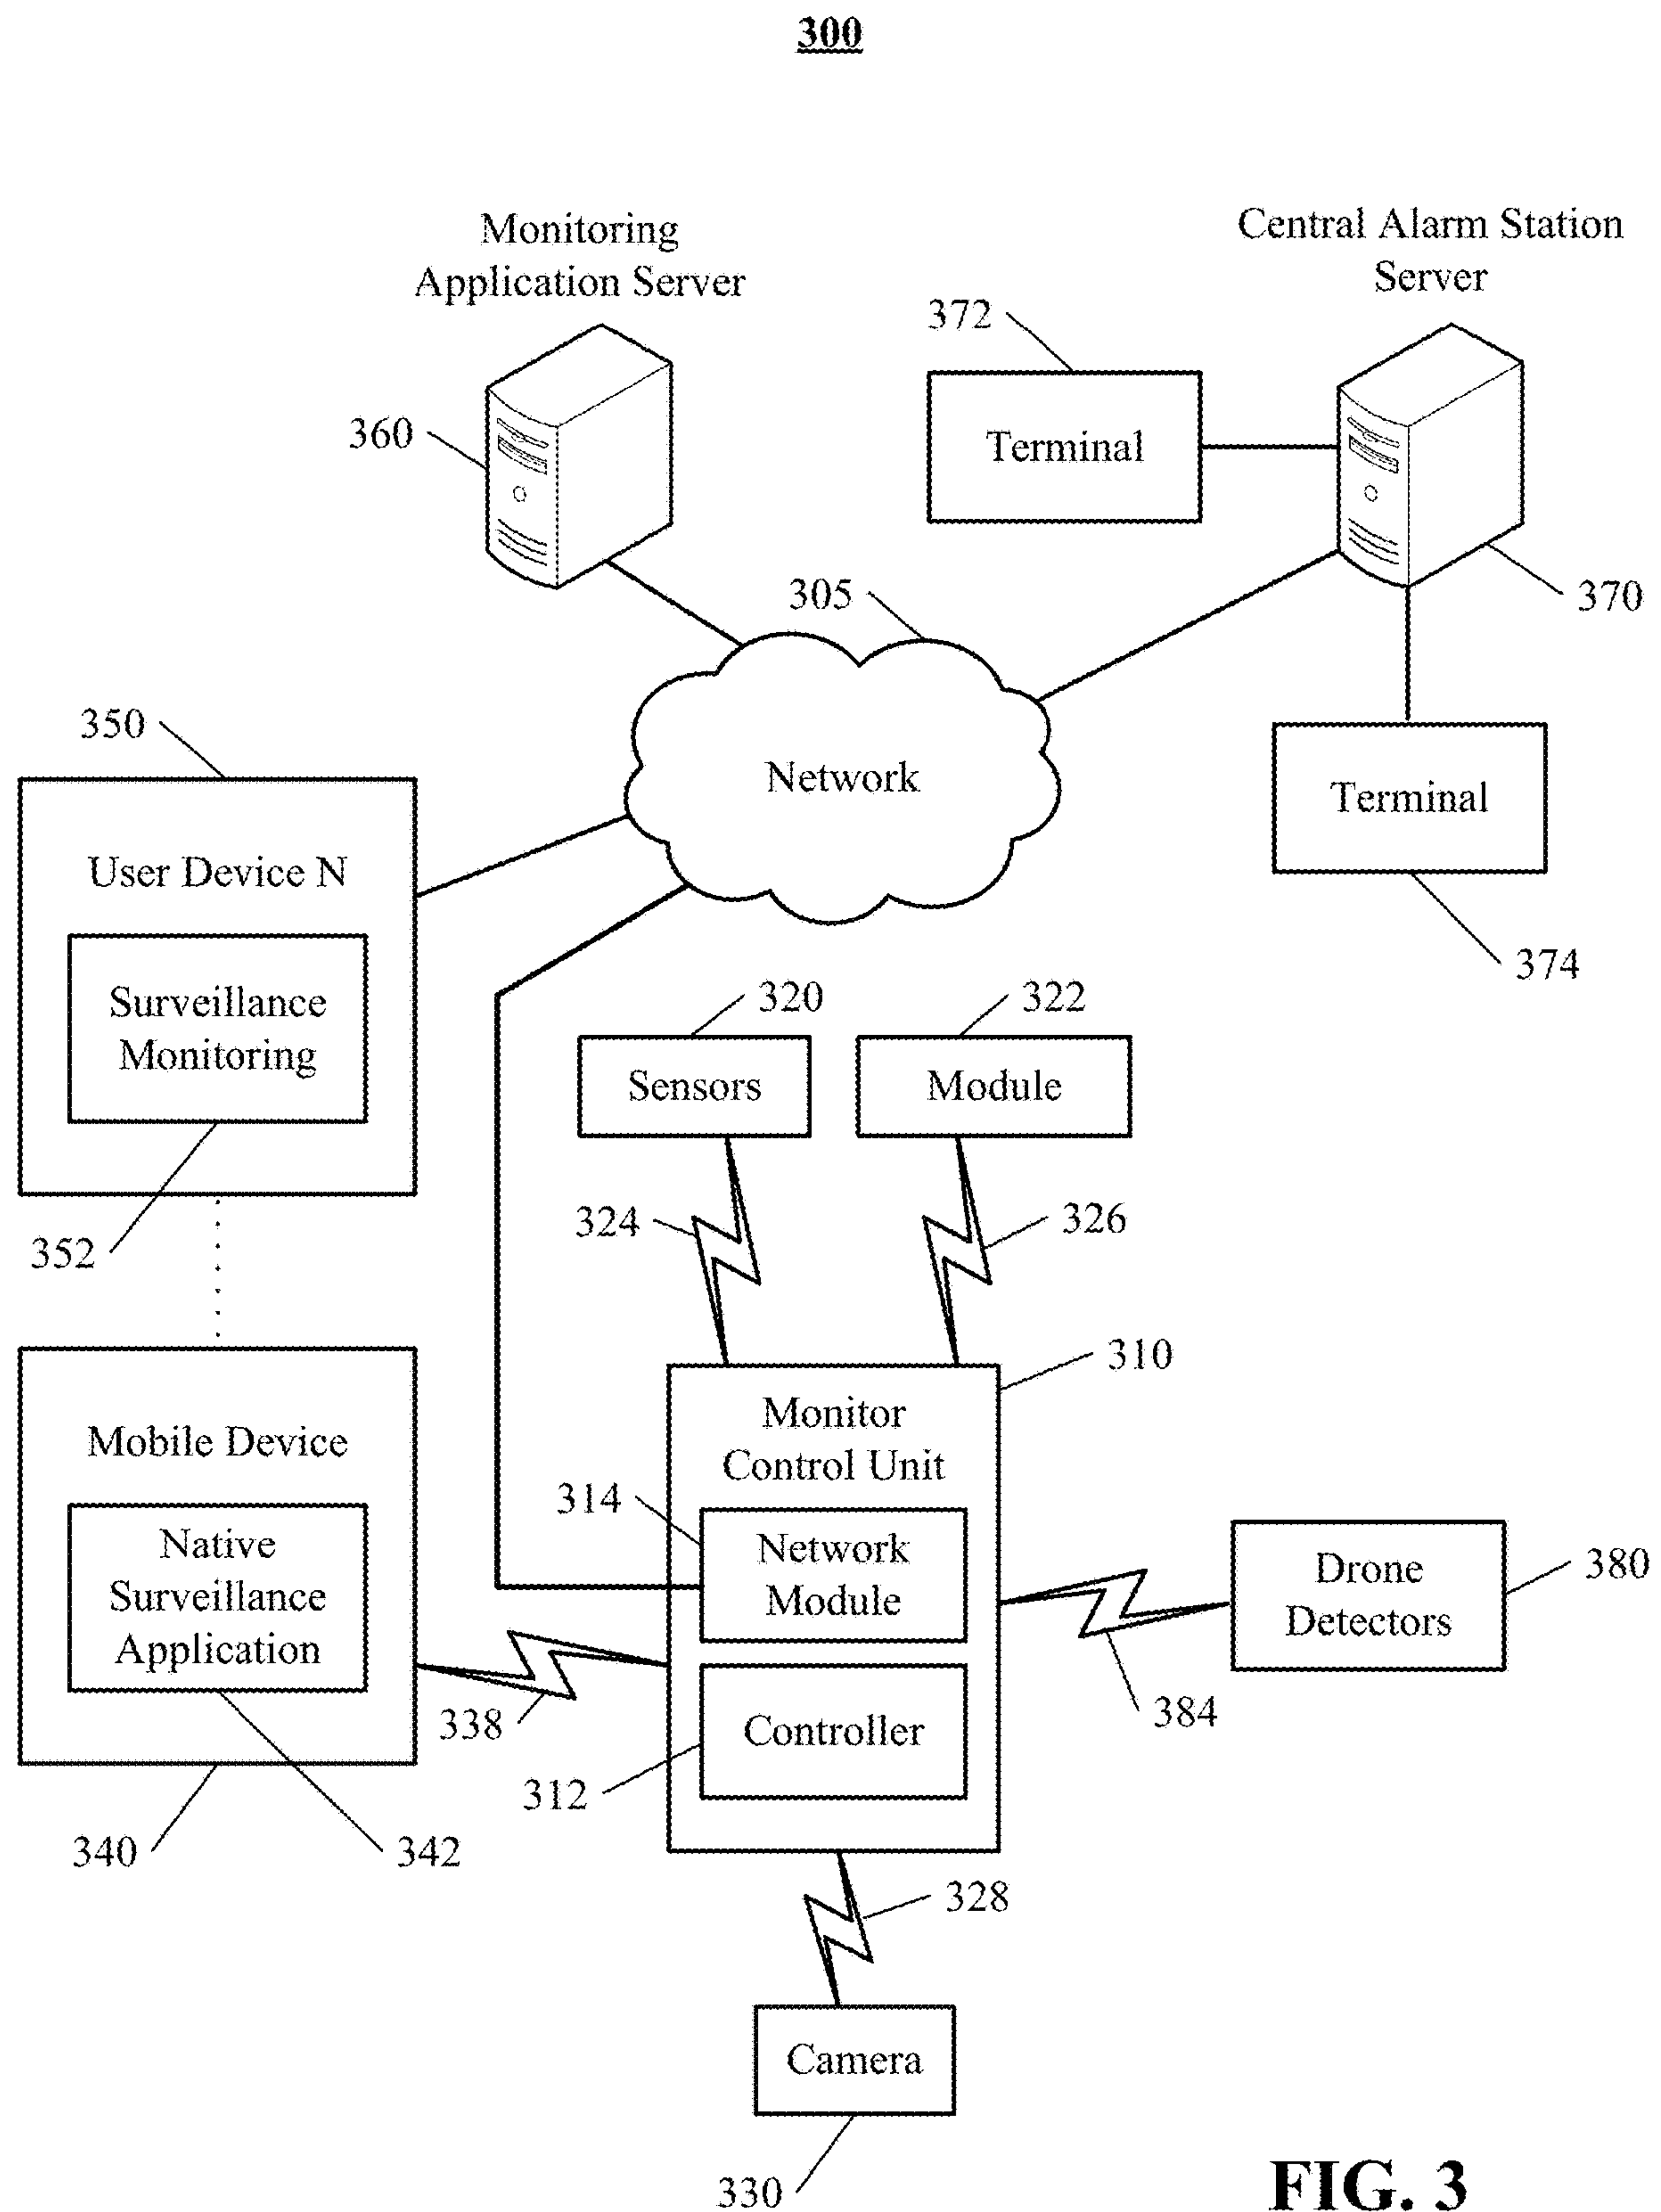 300
Monitoring
Application Server
Central Alarm Station
Server
372
Terminal
360
305
370
350
Network
Terminal
User Device N
374
Surveillance
Monitoring
320
322
Sensors
Module
324
326
352
310
Monitor
Control Unit
Mobile Device
314
Network
Module
Native
Surveillance
Application
Drone
Detectors
380
338
384
Controller
312
340
342
328
Camera
330
FIG. 3